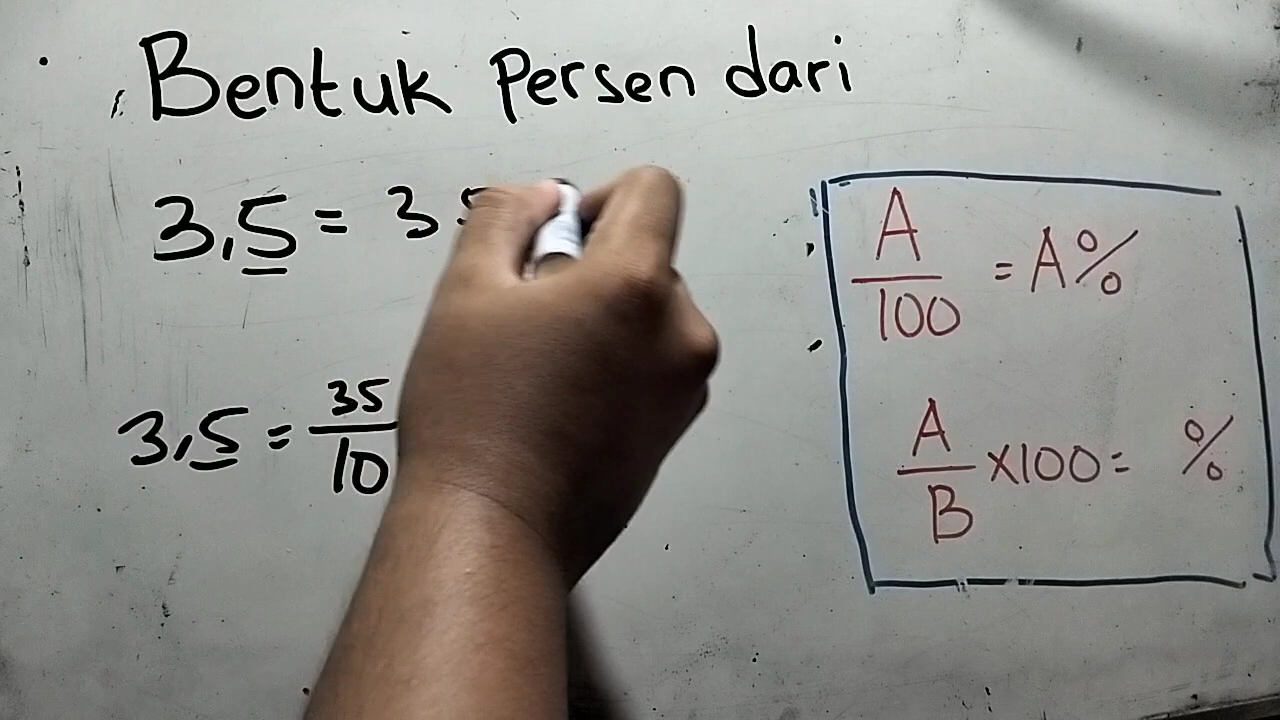 Bentuk Persen dari
3,5 = 3
3,5 = 35/10
A/100 = A%
A/B x100 = %